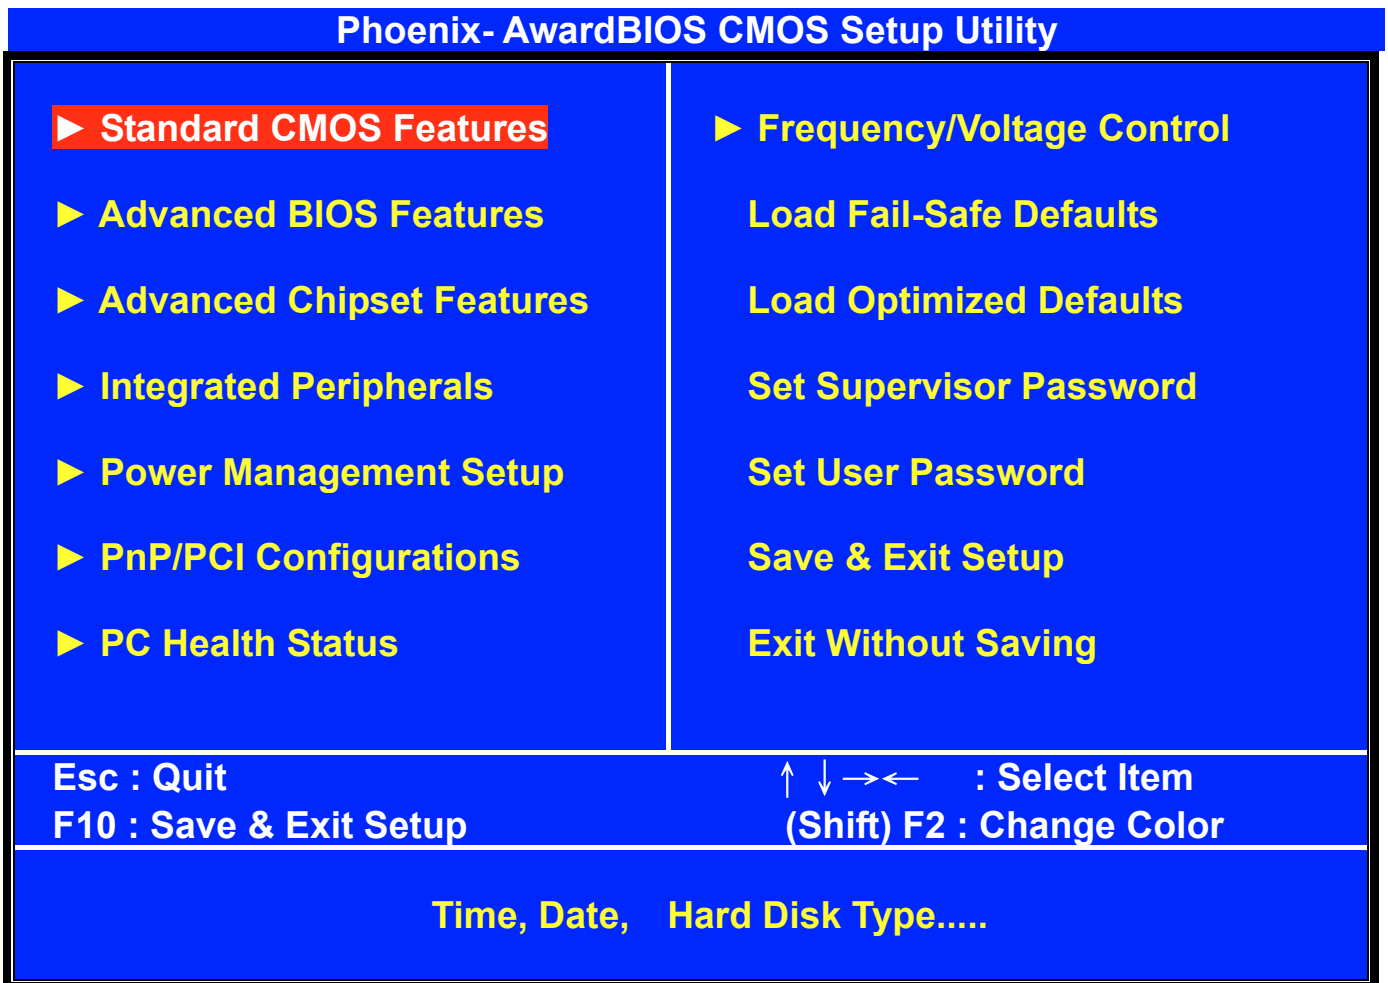 Phoenix- AwardBIOS CMOS Setup Utility
► Standard CMOS Features
► Advanced BIOS Features
► Advanced Chipset Features
► Integrated Peripherals
► Power Management Setup
► PnP/PCI Configurations
► PC Health Status
► Frequency/Voltage Control
Load Fail-Safe Defaults
Load Optimized Defaults
Set Supervisor Password
Set User Password
Save & Exit Setup
Exit Without Saving
Esc : Quit
F10 : Save & Exit Setup
↑ ↓ → ← : Select Item
(Shift) F2 : Change Color
Time, Date, Hard Disk Type.....